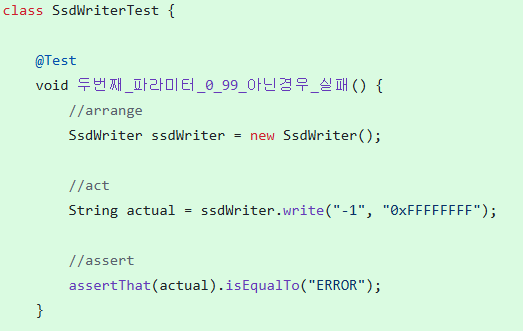 class SsdWriterTest {
@Test
void 두번째_파라미터_0_99_아닌경우_실패() {
//arrange
SsdWriter ssdWriter = new SsdWriter();
//act
String actual = ssdWriter.write("-1", "0xFFFFFFFF");
//assert
assertThat(actual).isEqualTo("ERROR");
}